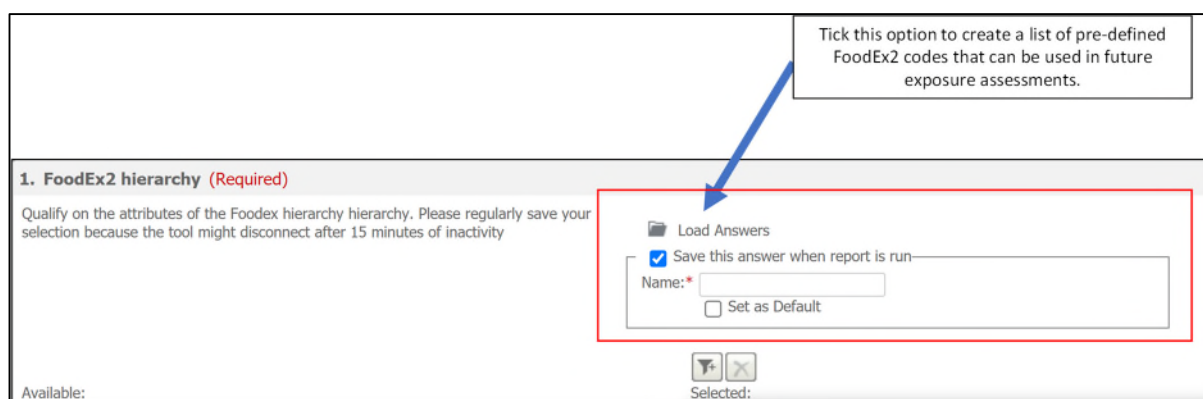 Tick this option to create a list of pre-defined
FoodEx2 codes that can be used in future
exposure assessments.
1. FoodEx2 hierarchy (Required)
Qualify on the attributes of the Foodex hierarchy hierarchy. Please regularly save your
selection because the tool might disconnect after 15 minutes of inactivity
Load Answers
Save this answer when report is run
Name:*
Set as Default
Available:
Selected: